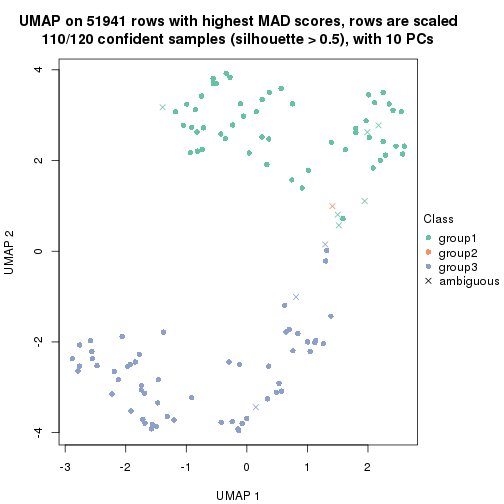 UMAP on 51941 rows with highest MAD scores, rows are scaled
110/120 confident samples (silhouette > 0.5), with 10 PCs
4
2
0
-2
-4
UMAP 2
-3
-2
-1
0
1
2
UMAP 1
Class
group1
group2
group3
ambiguous